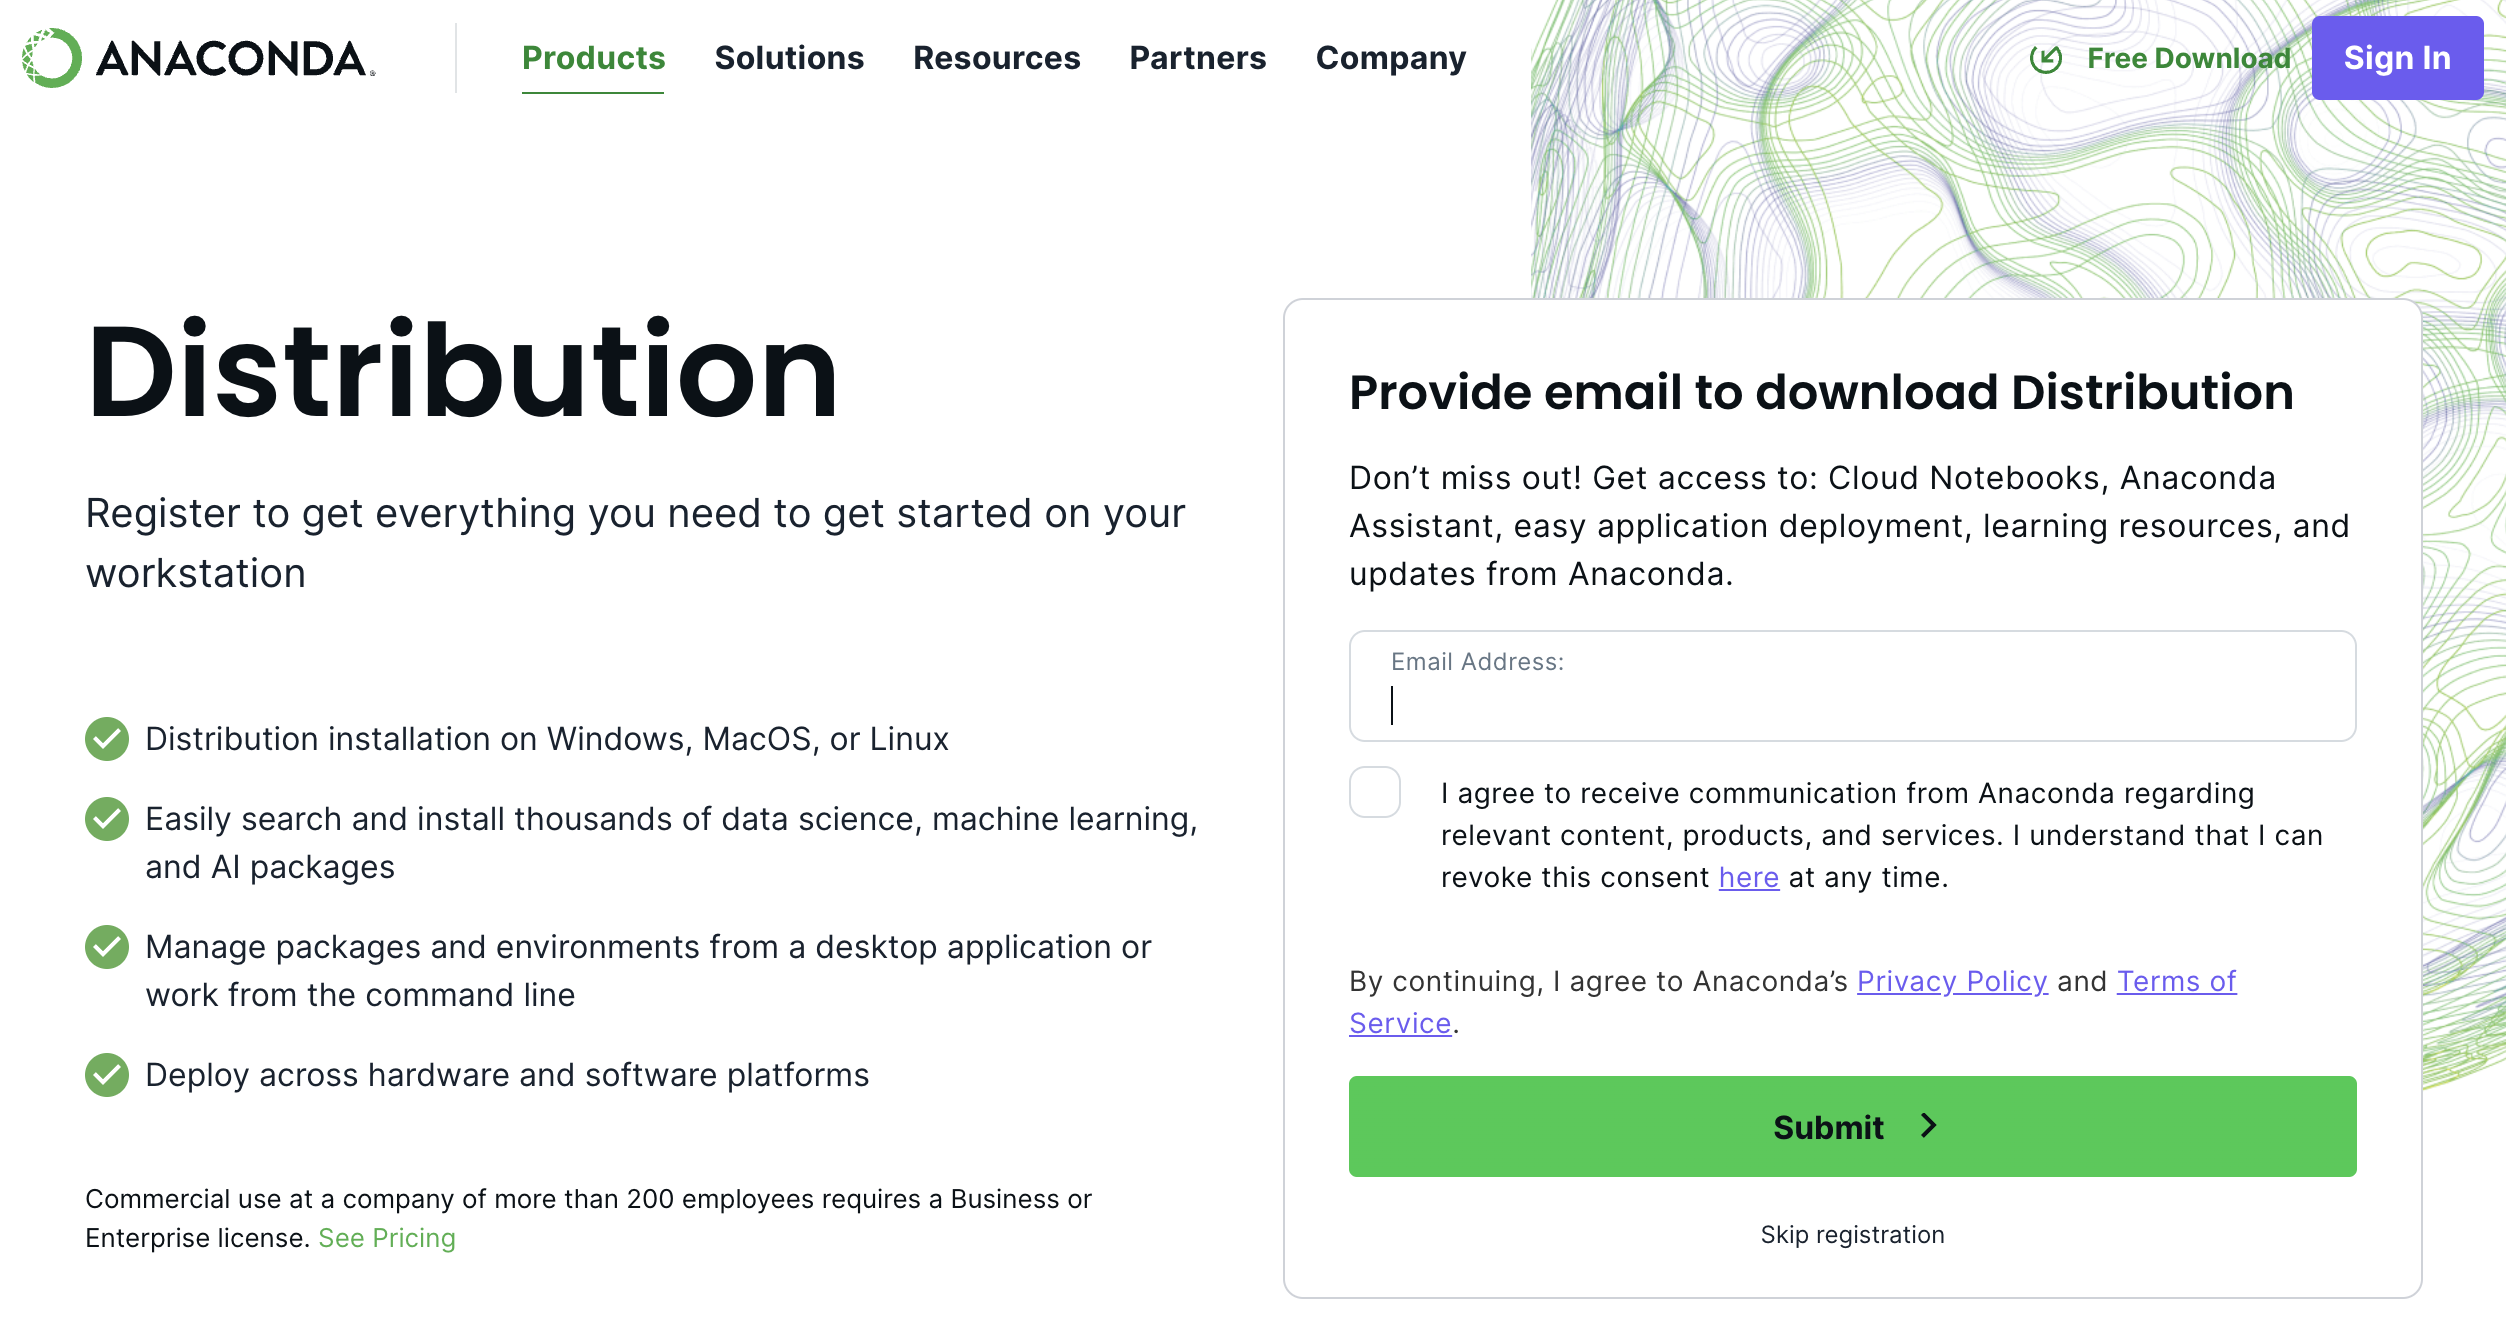 ANACONDA®
Products Solutions Resources Partners Company
Free Download
Sign In
Distribution
Register to get everything you need to get started on your
workstation
Distribution installation on Windows, MacOS, or Linux
Easily search and install thousands of data science, machine learning,
and AI packages
Manage packages and environments from a desktop application or
work from the command line
Deploy across hardware and software platforms
Commercial use at a company of more than 200 employees requires a Business or
Enterprise license. See Pricing
Provide email to download Distribution
Don’t miss out! Get access to: Cloud Notebooks, Anaconda
Assistant, easy application deployment, learning resources, and
updates from Anaconda.
Email Address:
I agree to receive communication from Anaconda regarding
relevant content, products, and services. I understand that I can
revoke this consent here at any time.
By continuing, I agree to Anaconda’s Privacy Policy and Terms of
Service.
Submit
Skip registration